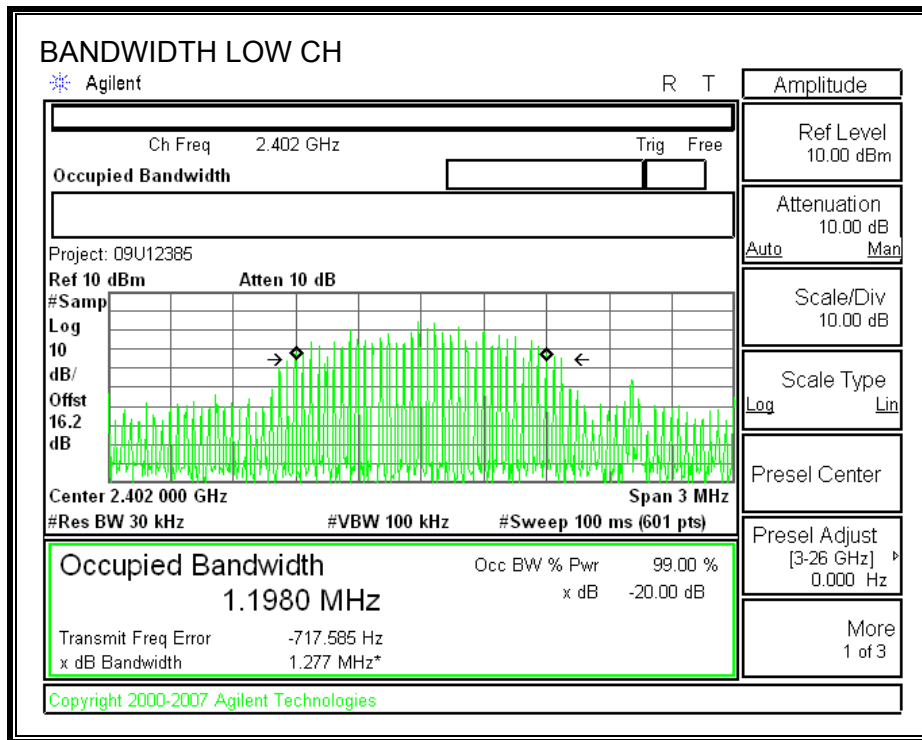 BANDWIDTH LOW CH
Agilent R T
Ch Freq 2.402 GHz Trig Free
Occupied Bandwidth
Project: 09U12385
Ref 10 dBm Atten 10 dB
#Samp
Log
10
dB/
Offst
16.2
dB
Center 2.402 000 GHz Span 3 MHz
#Res BW 30 kHz #VBW 100 kHz #Sweep 100 ms (601 pts)
Occupied Bandwidth
1.1980 MHz
Occ BW % Pwr 99.00 %
x dB -20.00 dB
Transmit Freq Error -717.585 Hz
x dB Bandwidth 1.277 MHz*
Copyright 2000-2007 Agilent Technologies
Amplitude
Ref Level
10.00 dBm
Attenuation
10.00 dB
Auto Man
Scale/Div
10.00 dB
Scale Type
Log Lin
Presel Center
Presel Adjust
[3-26 GHz]
0.000 Hz
More
1 of 3